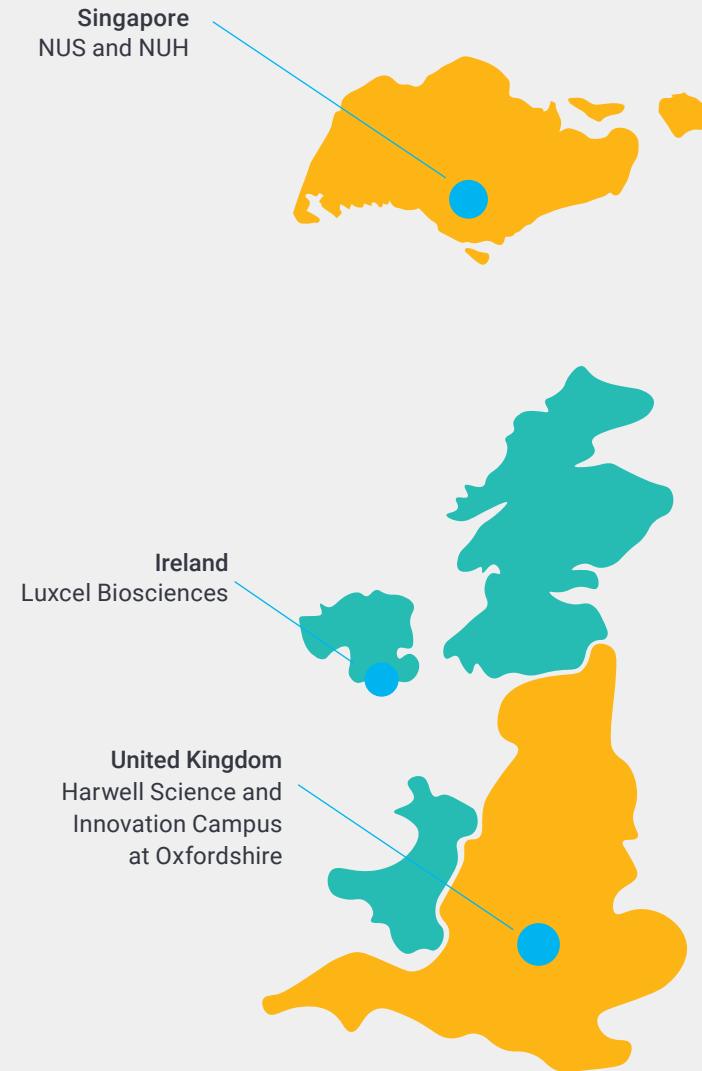 Singapore
NUS and NUH
Ireland
Luxcel Biosciences
United Kingdom
Harwell Science and
Innovation Campus
at Oxfordshire